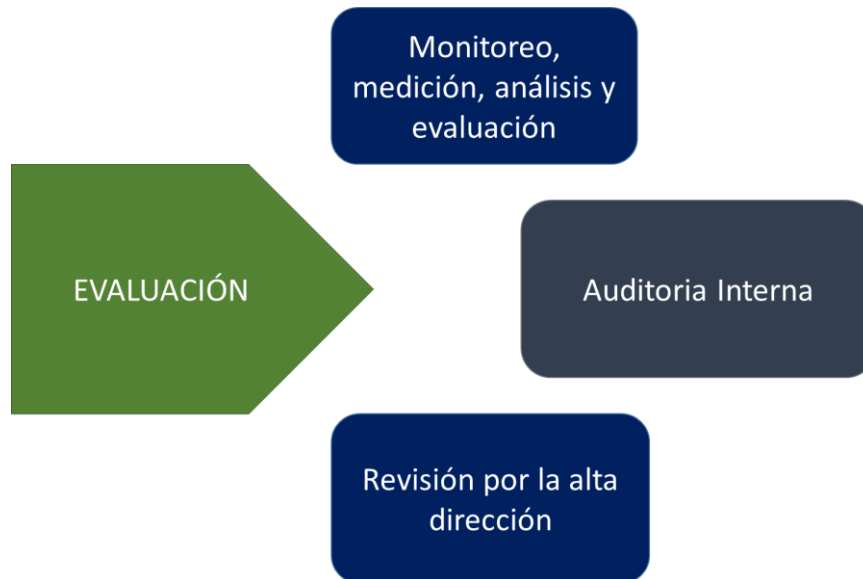 Monitoreo,
medición, análisis y
evaluación
EVALUACIÓN
Auditoria Interna
Revisión por la alta
dirección